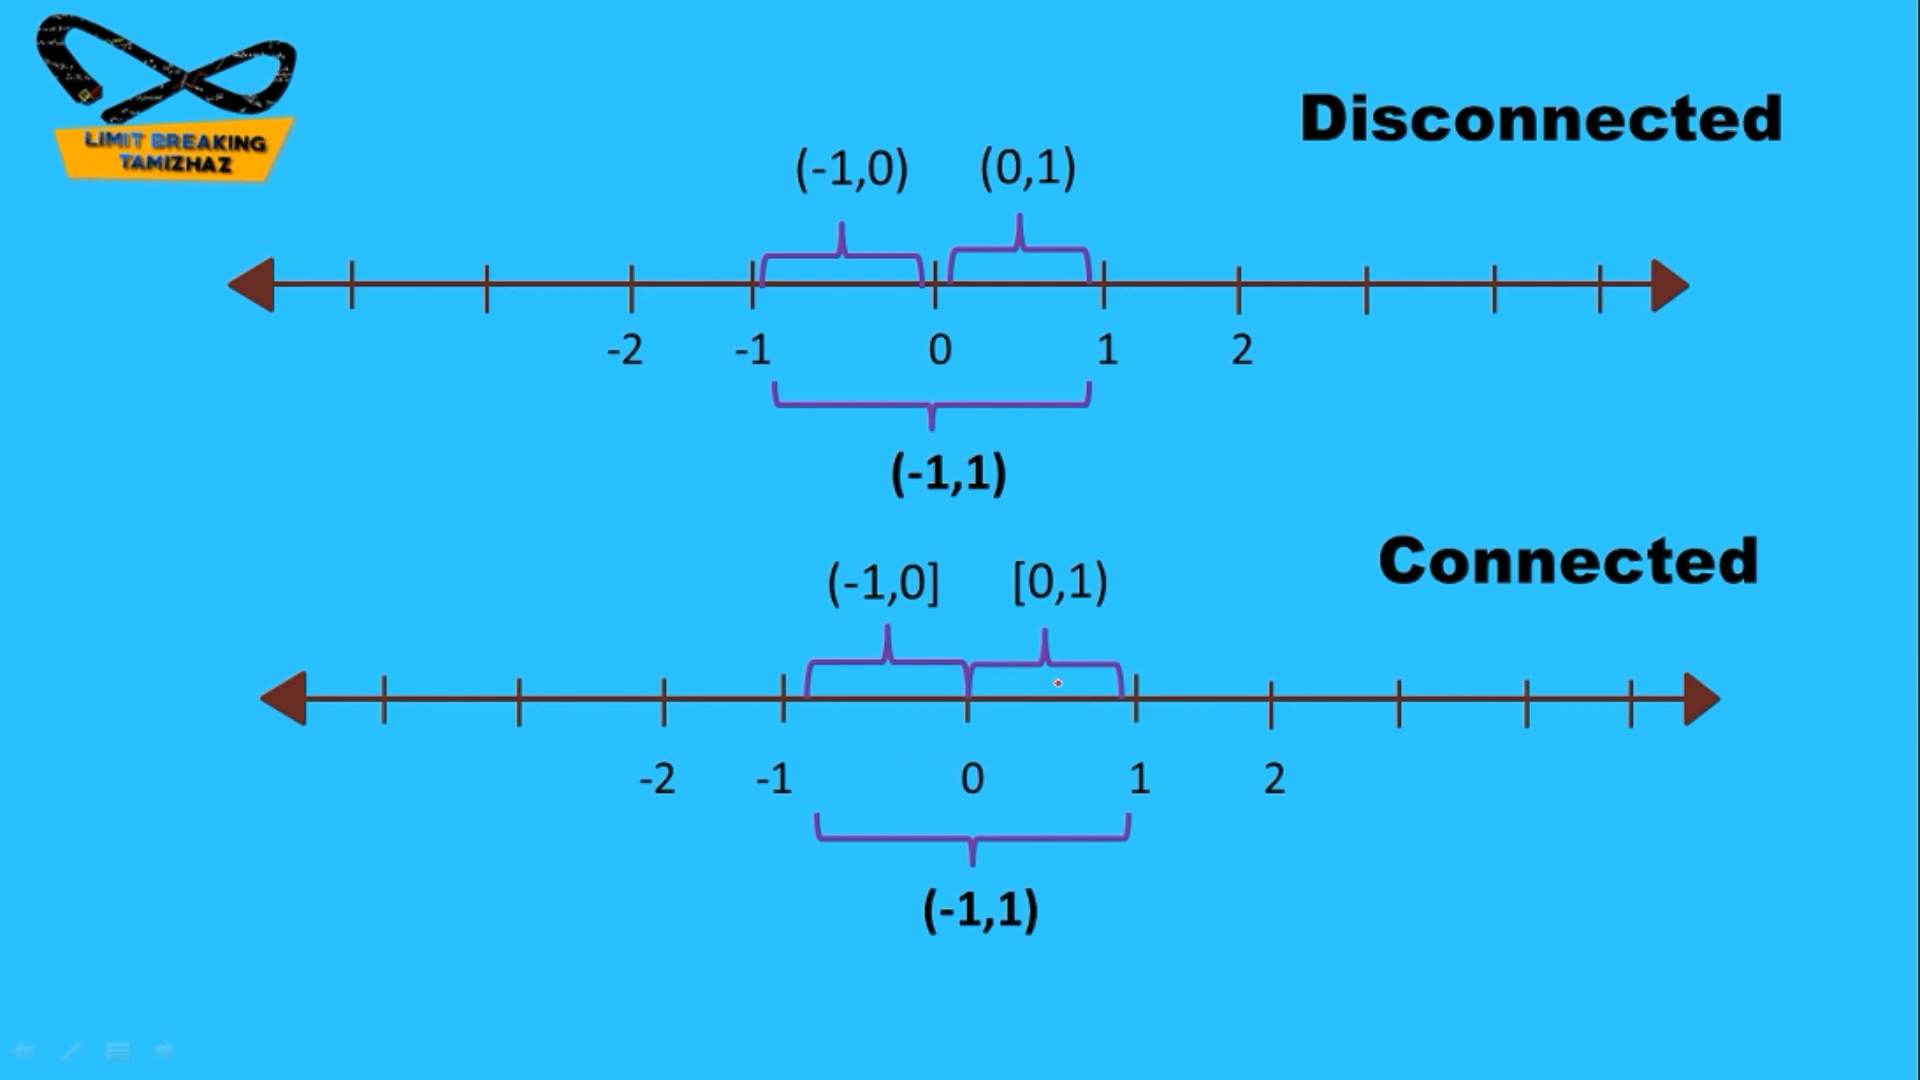 LIMIT BREAKING
TAMIZHAZ
Disconnected
(-1,0) (0,1)
-2 -1 0 1 2
(-1,1)
Connected
(-1,0] [0,1)
-2 -1 0 1 2
(-1,1)